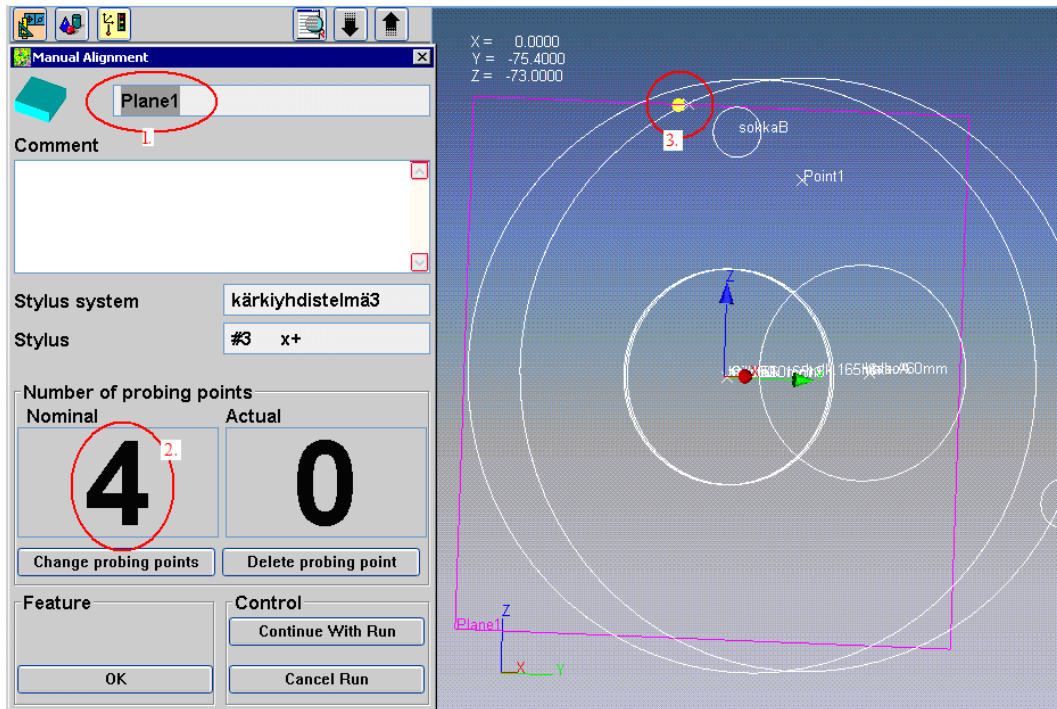 Manual Alignment
Plane1
1.
Comment
Stylus system
kärkiyhdistelmä3
Stylus
#3 x+
Number of probing points
Nominal
Actual
4
2.
0
Change probing points
Delete probing point
Feature
Control
Continue With Run
OK
Cancel Run
X = 0.0000
Y = -75.4000
Z = -73.0000
3.
sokkaB
Point1
Z
Plane1
Z
X
Y